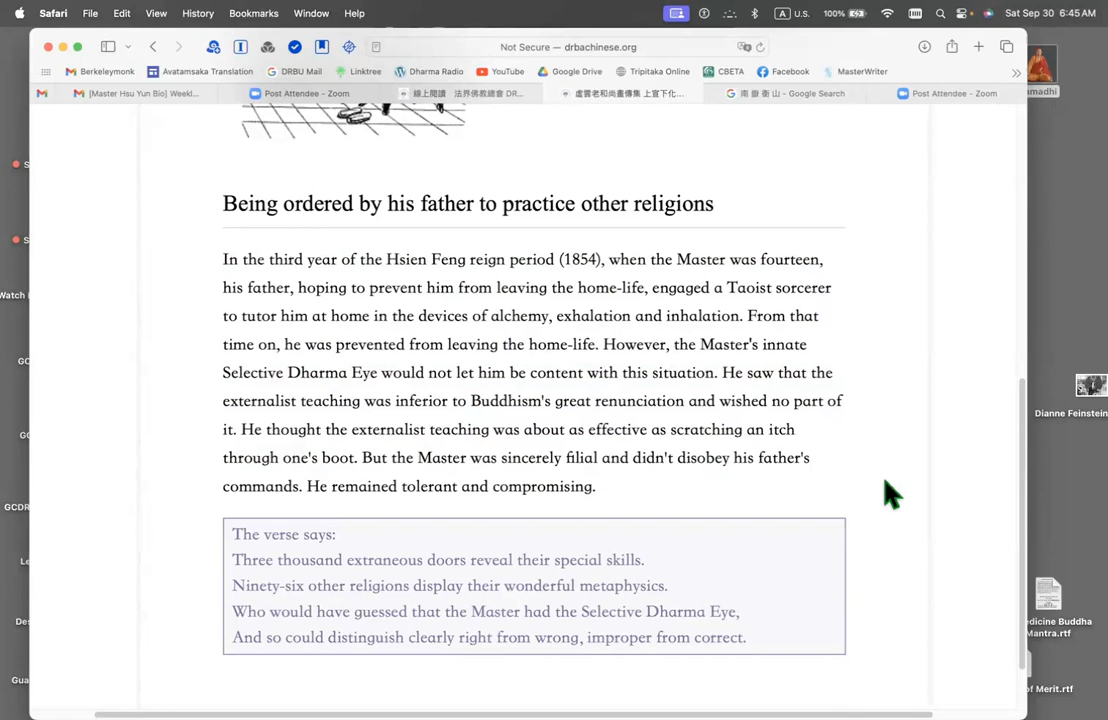 Safari File Edit View History Bookmarks Window Help A U.S. 100% Sat Sep 30 6:45 AM
Not Secure — drbachinese.org
Berkeleymonk Avatamsaka Translation DRBU Mail Linktree Dharma Radio YouTube Google Drive Tripitaka Online CBETA Facebook MasterWriter
[Master Hsu Yun Bio] Weekl... Post Attendee - Zoom 線上閱讀 法界佛教總會 DR... 虛雲老和尚畫傳集 上宣下化... 南嶽衡山 - Google Search Post Attendee - Zoom
amadhi
Being ordered by his father to practice other religions
In the third year of the Hsien Feng reign period (1854), when the Master was fourteen,
his father, hoping to prevent him from leaving the home-life, engaged a Taoist sorcerer
to tutor him at home in the devices of alchemy, exhalation and inhalation. From that
time on, he was prevented from leaving the home-life. However, the Master's innate
Selective Dharma Eye would not let him be content with this situation. He saw that the
externalist teaching was inferior to Buddhism's great renunciation and wished no part of
it. He thought the externalist teaching was about as effective as scratching an itch
through one's boot. But the Master was sincerely filial and didn't disobey his father's
commands. He remained tolerant and compromising.
The verse says:
Three thousand extraneous doors reveal their special skills.
Ninety-six other religions display their wonderful metaphysics.
Who would have guessed that the Master had the Selective Dharma Eye,
And so could distinguish clearly right from wrong, improper from correct.
S
S
Watch
GC
GC
GCDR
Le
Des
Gua
Dianne Feinstein
edicine Buddha
Mantra.rtf
of Merit.rtf